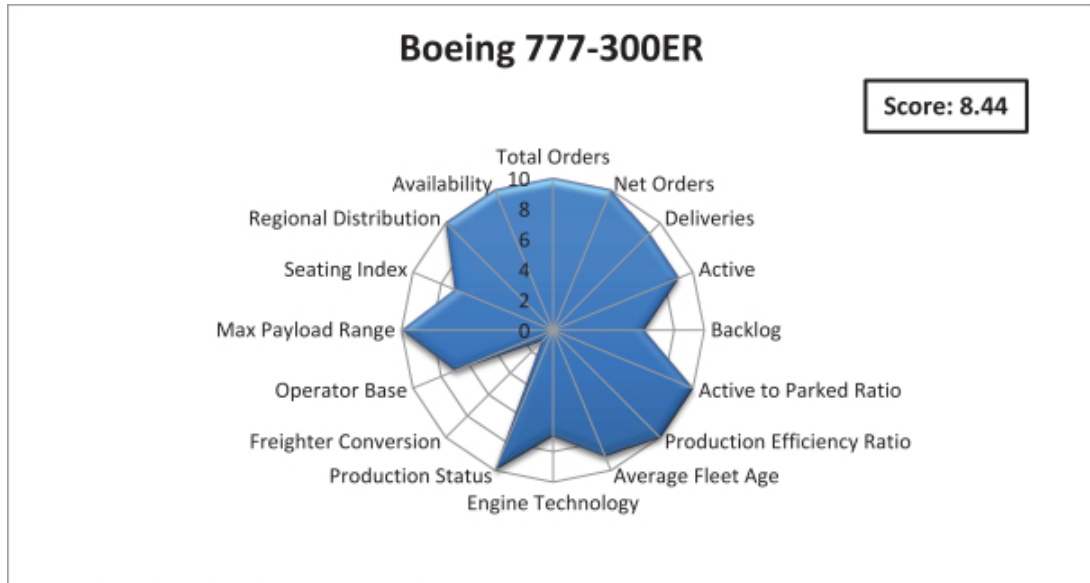 Boeing 777-300ER
Score: 8.44
Total Orders
Net Orders
Deliveries
Active
Backlog
Active to Parked Ratio
Production Efficiency Ratio
Average Fleet Age
Engine Technology
Production Status
Freighter Conversion
Operator Base
Max Payload Range
Seating Index
Regional Distribution
Availability
10
8
6
4
2
0